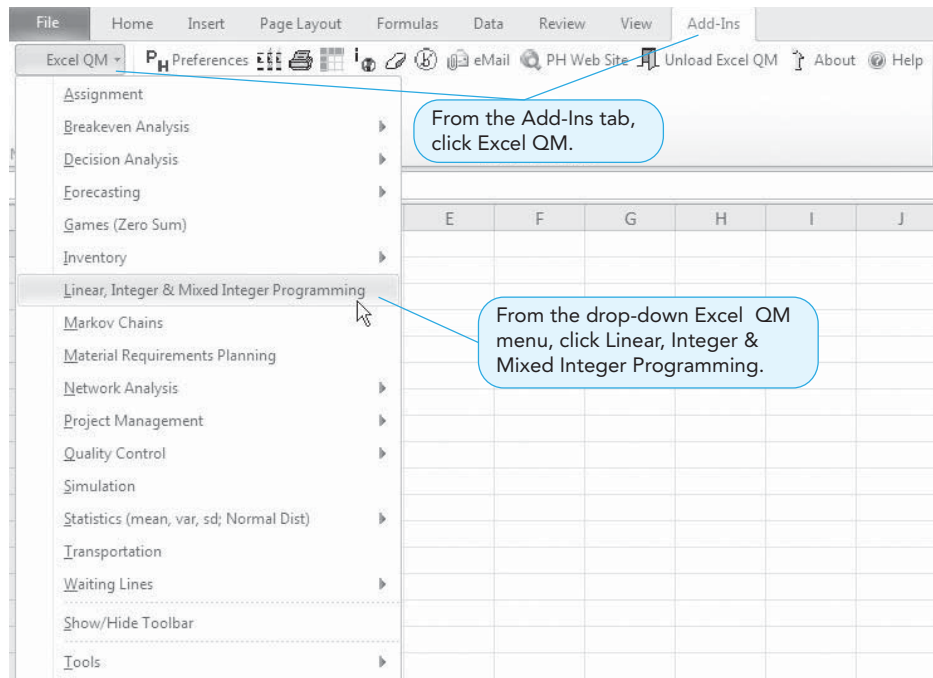 File Home Insert Page Layout Formulas Data Review View Add-Ins
Excel QM PH Preferences eMail PH Web Site Unload Excel QM About Help
From the Add-Ins tab,
click Excel QM.
Assignment
Breakeven Analysis
Decision Analysis
Forecasting
Games (Zero Sum)
Inventory
Linear, Integer & Mixed Integer Programming
Markov Chains
Material Requirements Planning
Network Analysis
Project Management
Quality Control
Simulation
Statistics (mean, var, sd; Normal Dist)
Transportation
Waiting Lines
Show/Hide Toolbar
Tools
E F G H I J
From the drop-down Excel QM
menu, click Linear, Integer &
Mixed Integer Programming.